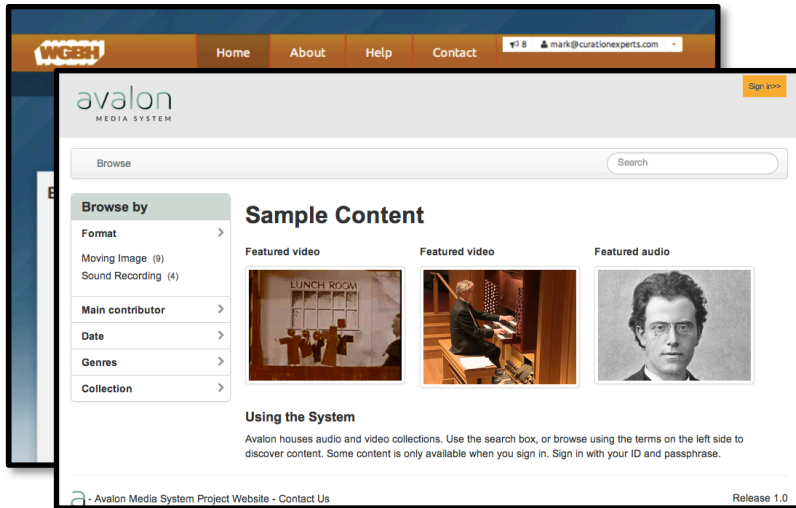 WGBH
Home About Help Contact 8 mark@curationexperts.com
avalon
MEDIA SYSTEM
Sign in>>
Browse
Search
Browse by
Format
Moving Image (9)
Sound Recording (4)
Main contributor
Date
Genres
Collection
Sample Content
Featured video Featured video Featured audio
LUNCH ROOM
Using the System
Avalon houses audio and video collections. Use the search box, or browse using the terms on the left side to
discover content. Some content is only available when you sign in. Sign in with your ID and passphrase.
a - Avalon Media System Project Website - Contact Us
Release 1.0